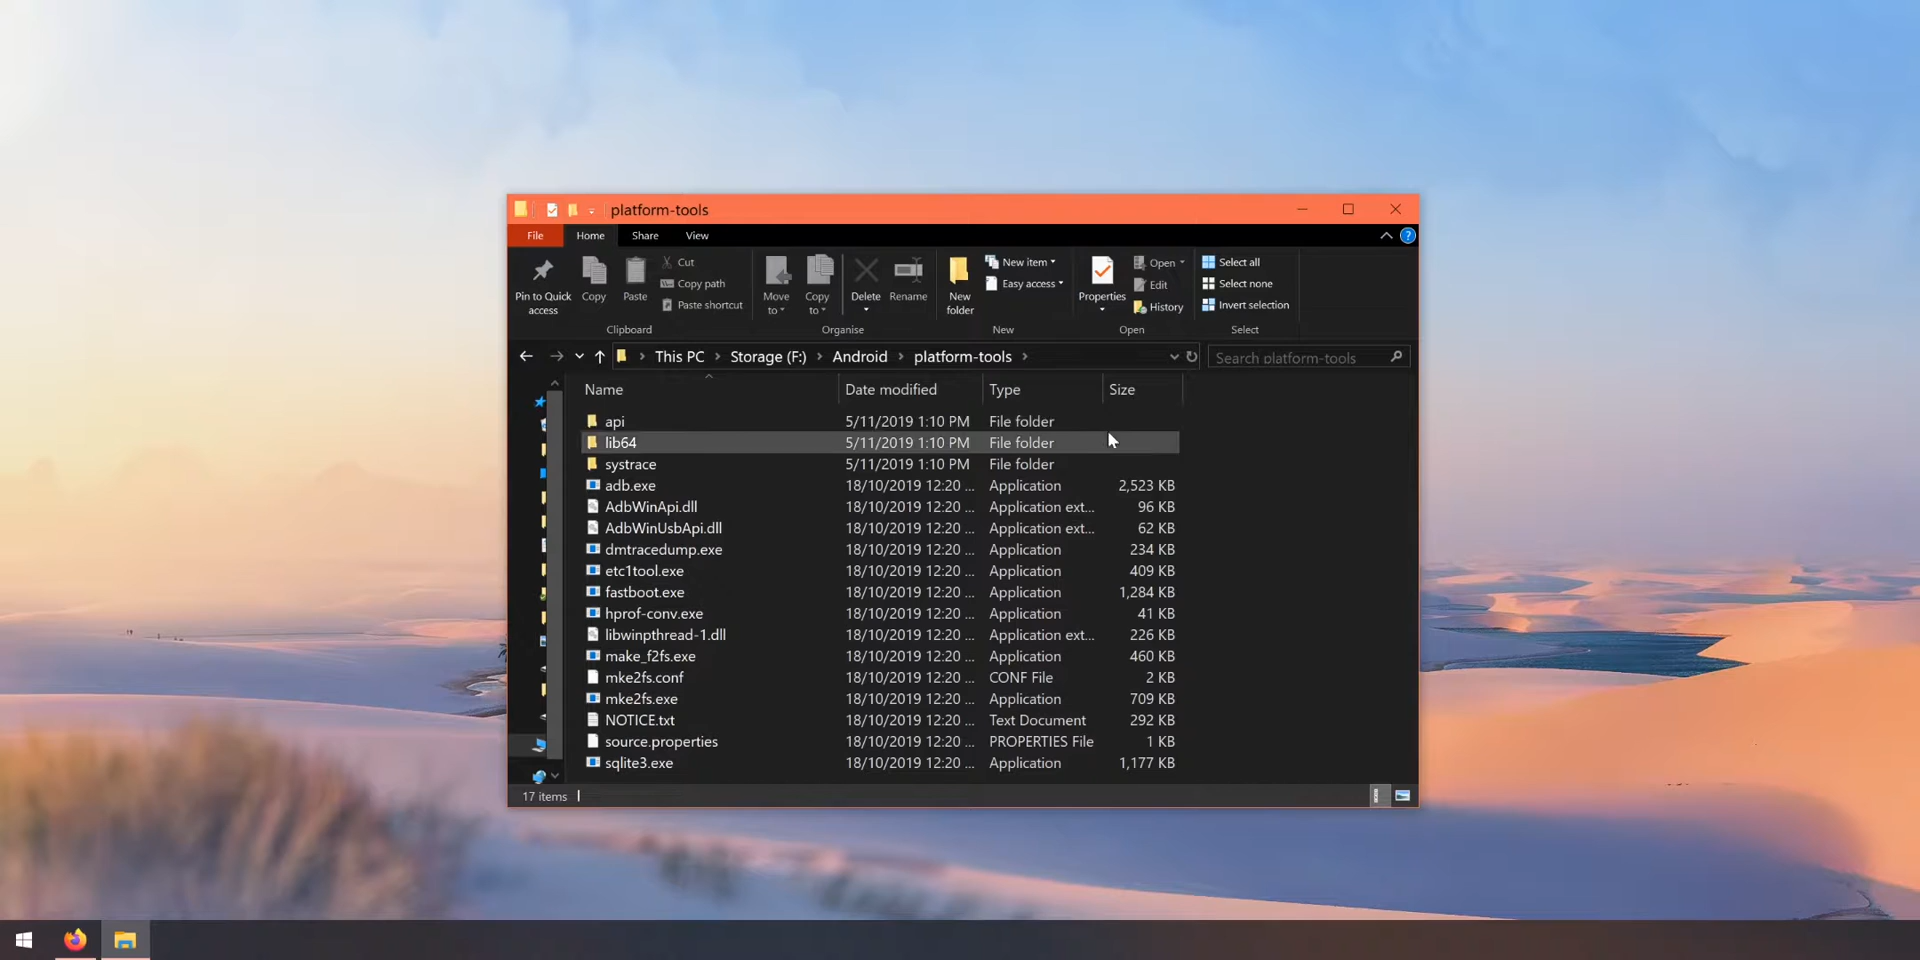 platform-tools
File Home Share View
Pin to Quick access
Copy
Paste
Cut
Copy path
Paste shortcut
Move to
Copy to
Delete
Rename
New folder
New item
Easy access
Properties
Open
Edit
History
Select all
Select none
Invert selection
Clipboard Organise New Open Select
This PC Storage (F:) Android platform-tools Search platform-tools
Name Date modified Type Size
api 5/11/2019 1:10 PM File folder
lib64 5/11/2019 1:10 PM File folder
systrace 5/11/2019 1:10 PM File folder
adb.exe 18/10/2019 12:20 ... Application 2,523 KB
AdbWinApi.dll 18/10/2019 12:20 ... Application ext... 96 KB
AdbWinUsbApi.dll 18/10/2019 12:20 ... Application ext... 62 KB
dmtracedump.exe 18/10/2019 12:20 ... Application 234 KB
etc1tool.exe 18/10/2019 12:20 ... Application 409 KB
fastboot.exe 18/10/2019 12:20 ... Application 1,284 KB
hprof-conv.exe 18/10/2019 12:20 ... Application 41 KB
libwinpthread-1.dll 18/10/2019 12:20 ... Application ext... 226 KB
make_f2fs.exe 18/10/2019 12:20 ... Application 460 KB
mke2fs.conf 18/10/2019 12:20 ... CONF File 2 KB
mke2fs.exe 18/10/2019 12:20 ... Application 709 KB
NOTICE.txt 18/10/2019 12:20 ... Text Document 292 KB
source.properties 18/10/2019 12:20 ... PROPERTIES File 1 KB
sqlite3.exe 18/10/2019 12:20 ... Application 1,177 KB
17 items